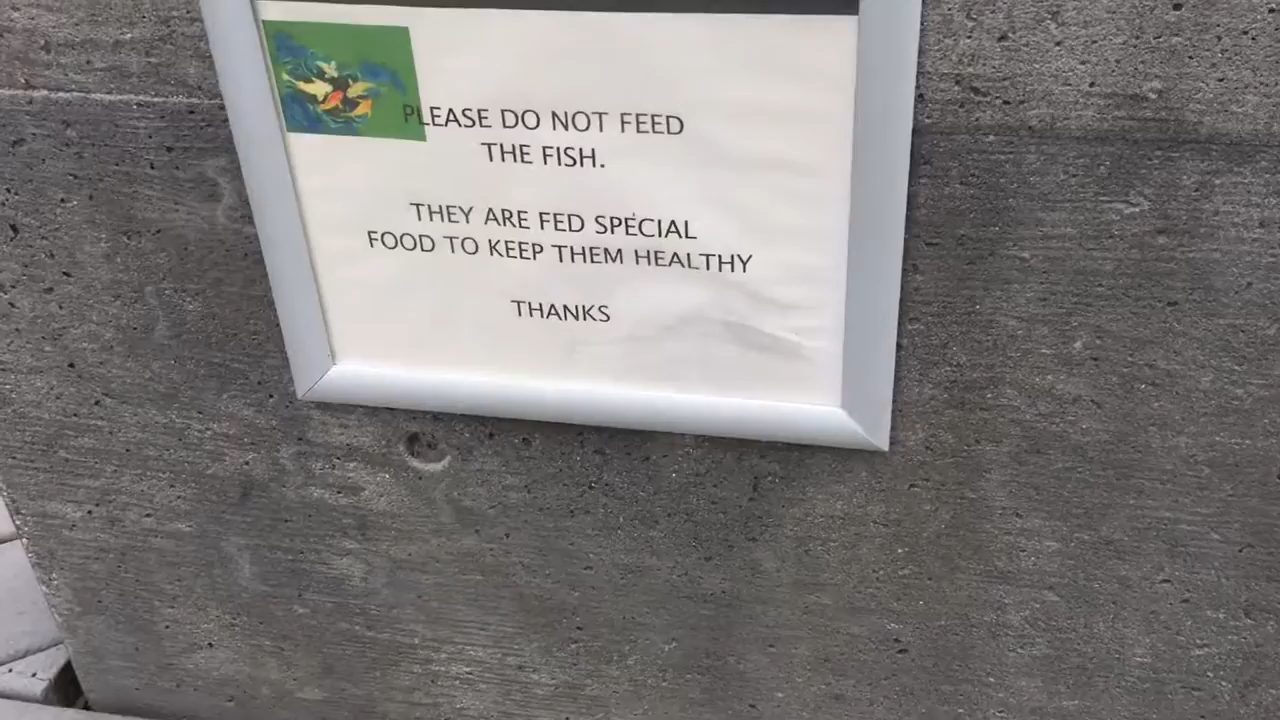 PLEASE DO NOT FEED
THE FISH.
THEY ARE FED SPECIAL
FOOD TO KEEP THEM HEALTHY
THANKS